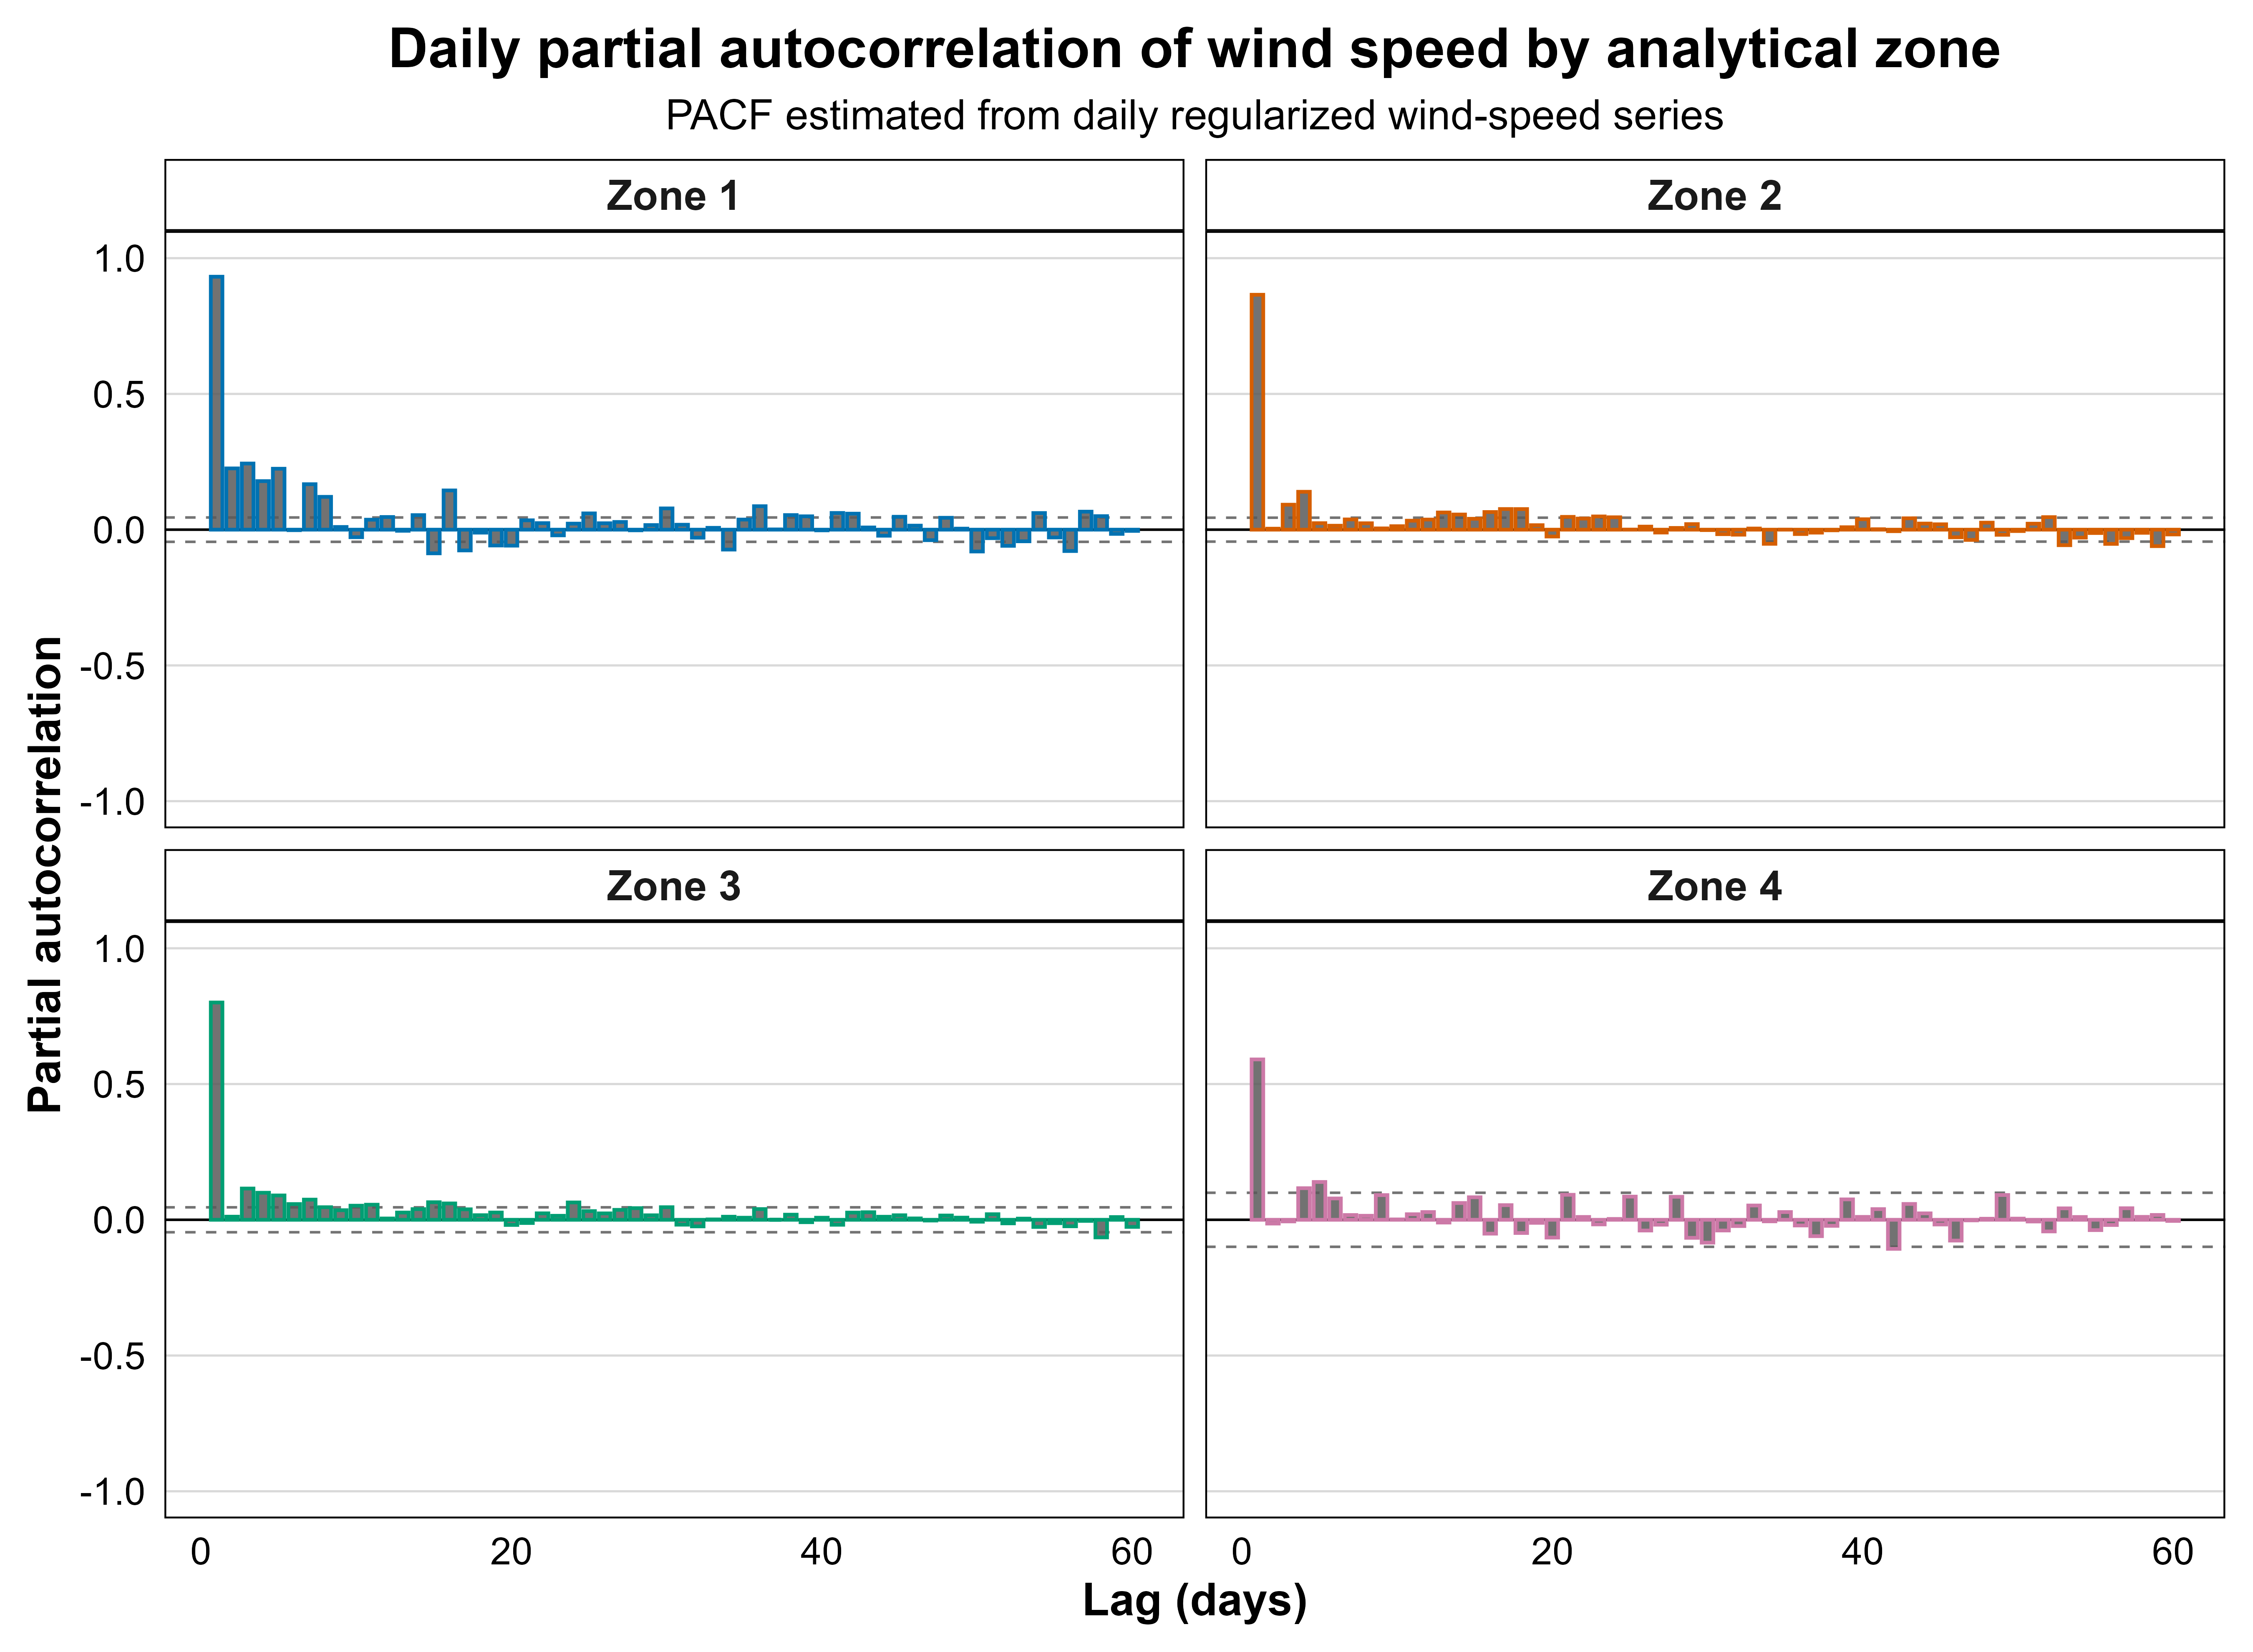 Daily partial autocorrelation of wind speed by analytical zone
PACF estimated from daily regularized wind-speed series
Zone 1
Zone 2
1.0
0.5
0.0
-0.5
-1.0
Partial autocorrelation
Zone 3
Zone 4
1.0
0.5
0.0
-0.5
-1.0
0 20 40 60 0 20 40 60
Lag (days)